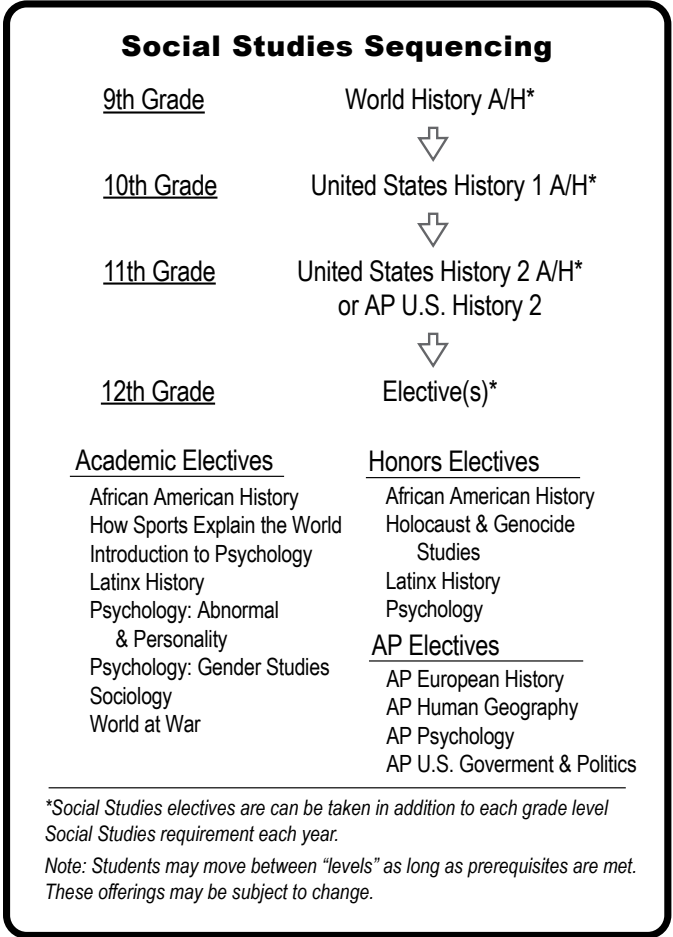 Social Studies Sequencing
9th Grade World History A/H*
10th Grade United States History 1 A/H*
11th Grade United States History 2 A/H*
or AP U.S. History 2
12th Grade Elective(s)*
Academic Electives
African American History
How Sports Explain the World
Introduction to Psychology
Latinx History
Psychology: Abnormal
& Personality
Psychology: Gender Studies
Sociology
World at War
Honors Electives
African American History
Holocaust & Genocide
Studies
Latinx History
Psychology
AP Electives
AP European History
AP Human Geography
AP Psychology
AP U.S. Goverment & Politics
*Social Studies electives are can be taken in addition to each grade level
Social Studies requirement each year.
Note: Students may move between “levels” as long as prerequisites are met.
These offerings may be subject to change.